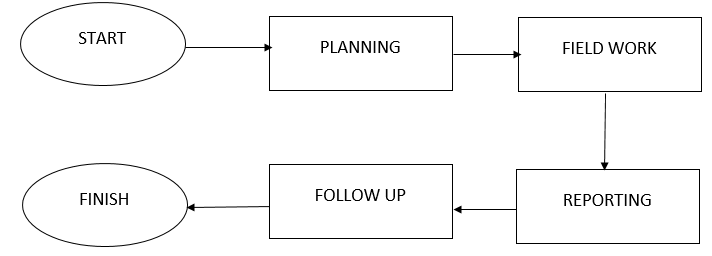 START
PLANNING
FIELD WORK
REPORTING
FOLLOW UP
FINISH